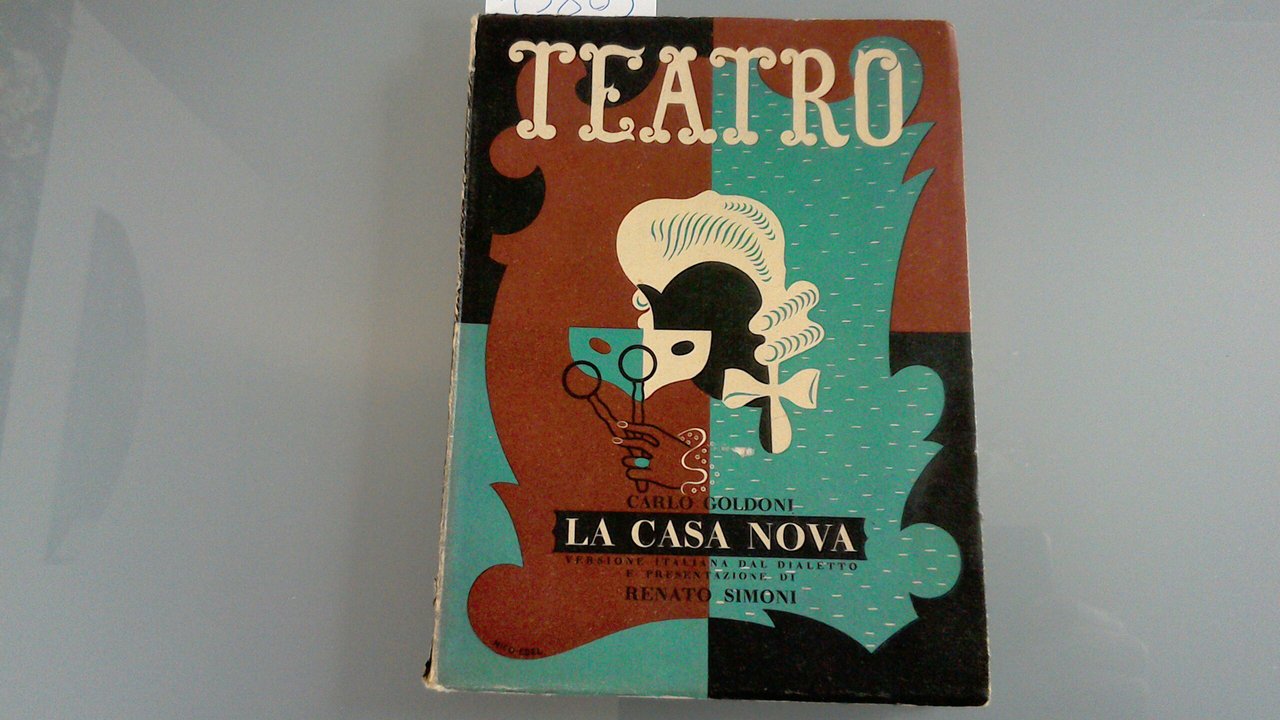 TEATRO
CARLO GOLDONI
LA CASA NOVA
VERSIONE ITALIANA DAL DIALETTO
E PRESENTAZIONE DI
RENATO SIMONI